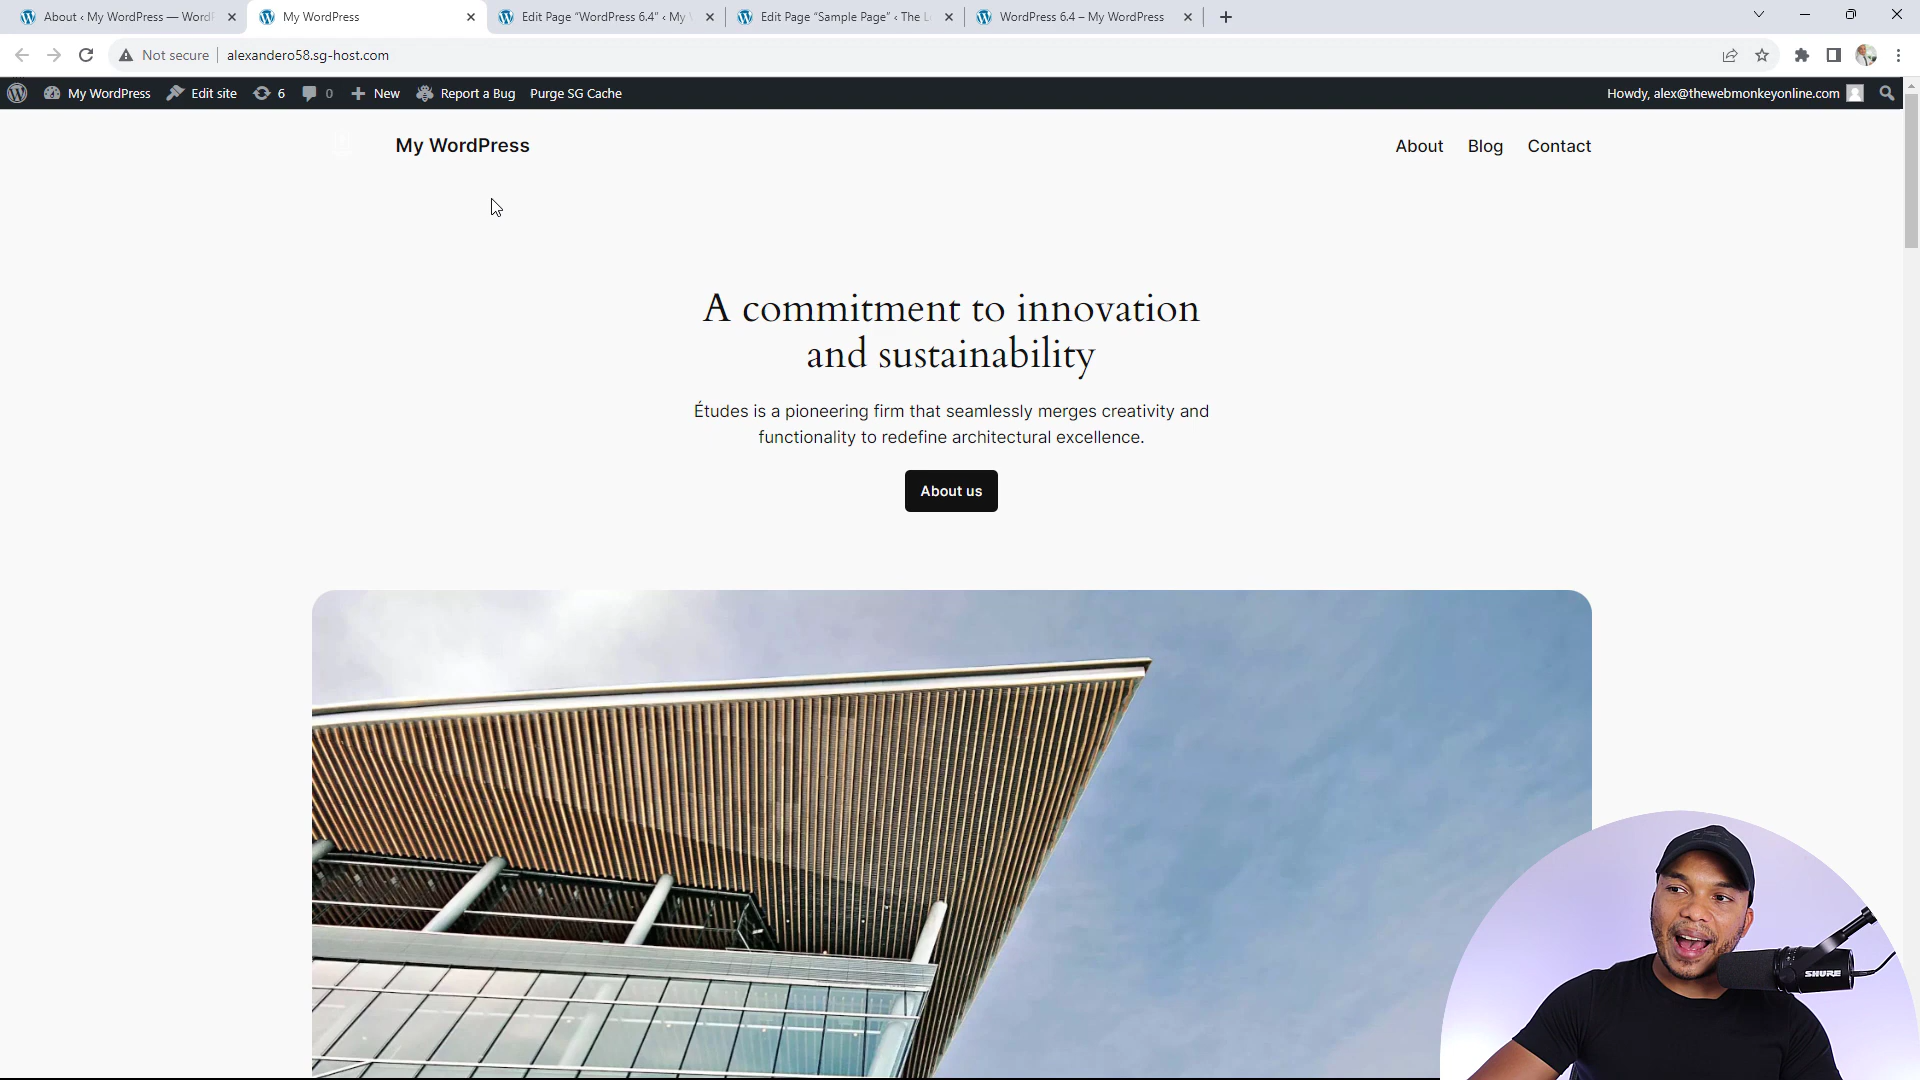 About ‹ My WordPress — Word
My WordPress
Edit Page “WordPress 6.4” ‹ My
Edit Page “Sample Page” ‹ The L
WordPress 6.4 – My WordPress
Not secure
alexandero58.sg-host.com
My WordPress
Edit site
6
0
New
Report a Bug
Purge SG Cache
Howdy, alex@thewebmonkeyonline.com
My WordPress
About
Blog
Contact
A commitment to innovation
and sustainability
Études is a pioneering firm that seamlessly merges creativity and
functionality to redefine architectural excellence.
About us
SHURE